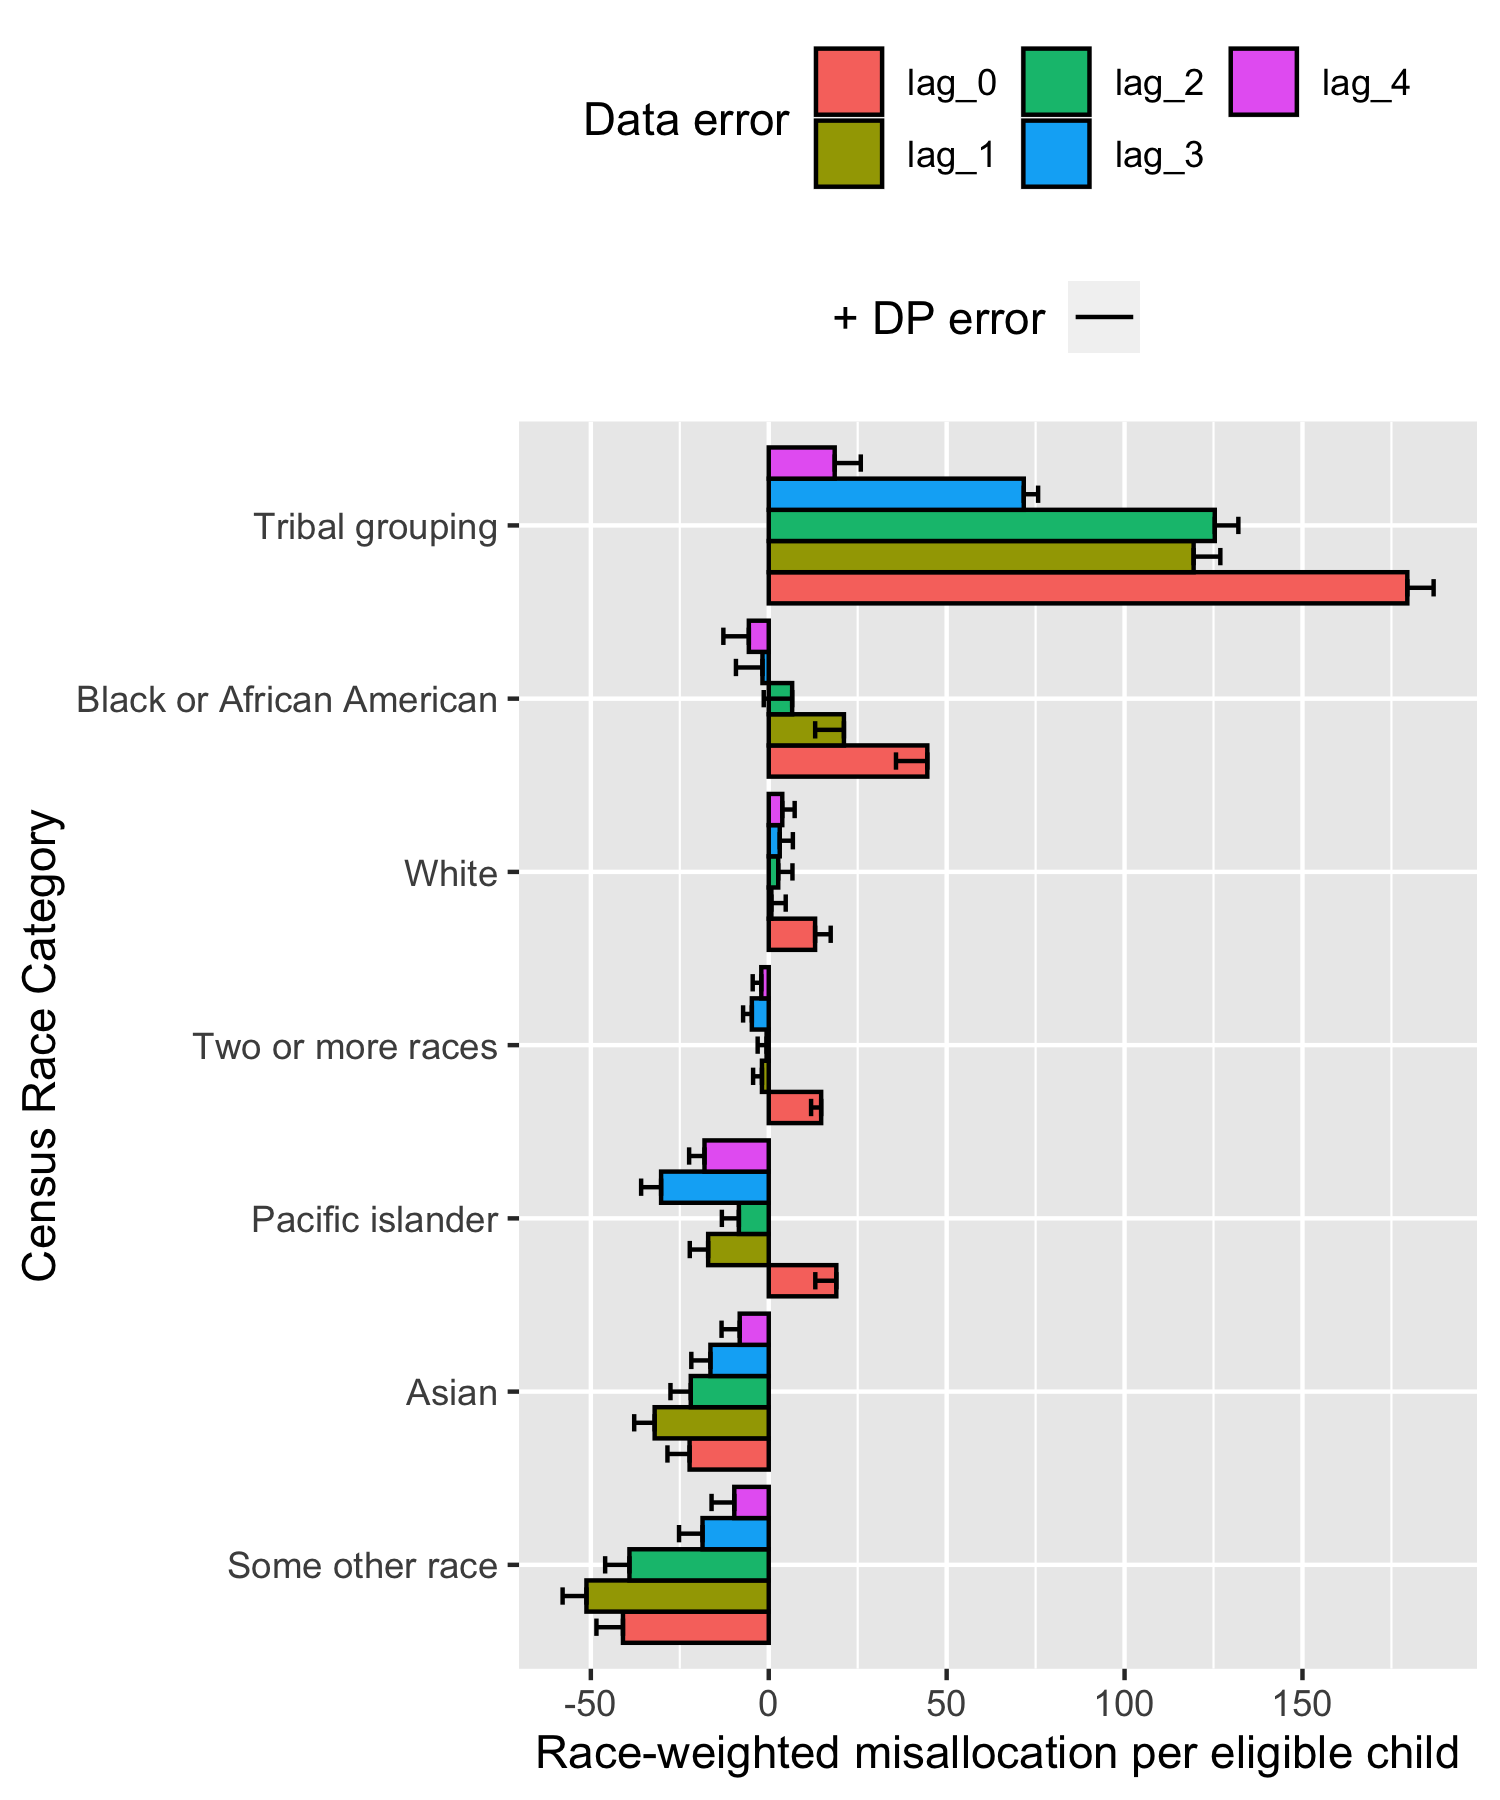 Data error
lag_0
lag_2
lag_4
lag_1
lag_3
+ DP error
Census Race Category
Tribal grouping
Black or African American
White
Two or more races
Pacific islander
Asian
Some other race
-50 0 50 100 150
Race-weighted misallocation per eligible child